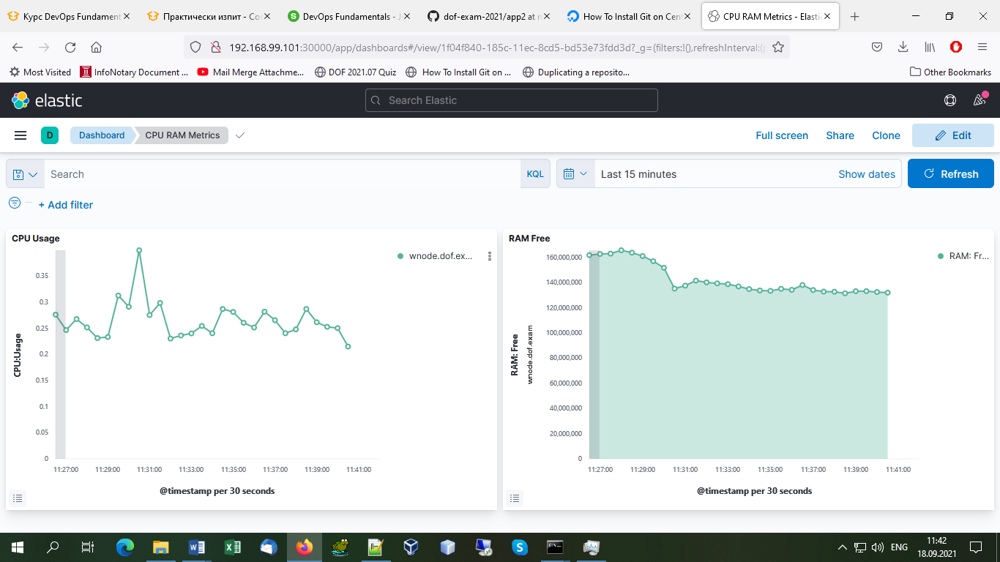 Курс DevOps Fundament
Практически изпит - Coc
DevOps Fundamentals - J
dof-exam-2021/app2 at n
How To Install Git on Cent
CPU RAM Metrics - Elastic
192.168.99.101:30000/app/dashboards#/view/1f04f840-185c-11ec-8cd5-bd53e73fdd3d?_g=(filters:!(),refreshInterval:(p
Most Visited
InfoNotary Document ...
Mail Merge Attachme...
DOF 2021.07 Quiz
How To Install Git on ...
Duplicating a reposito...
Other Bookmarks
elastic
Search Elastic
D
Dashboard
CPU RAM Metrics
Full screen
Share
Clone
Edit
Search
KQL
Last 15 minutes
Show dates
Refresh
+ Add filter
CPU Usage
wnode.dof.ex...
CPU:Usage
0.35
0.3
0.25
0.2
0.15
0.1
0.05
0
11:27:00
11:29:00
11:31:00
11:33:00
11:35:00
11:37:00
11:39:00
11:41:00
@timestamp per 30 seconds
RAM Free
RAM: Fr...
RAM: Free
wnode.dof.exam
160,000,000
140,000,000
120,000,000
100,000,000
80,000,000
60,000,000
40,000,000
20,000,000
0
11:27:00
11:29:00
11:31:00
11:33:00
11:35:00
11:37:00
11:39:00
11:41:00
@timestamp per 30 seconds
ENG
11:42
18.09.2021